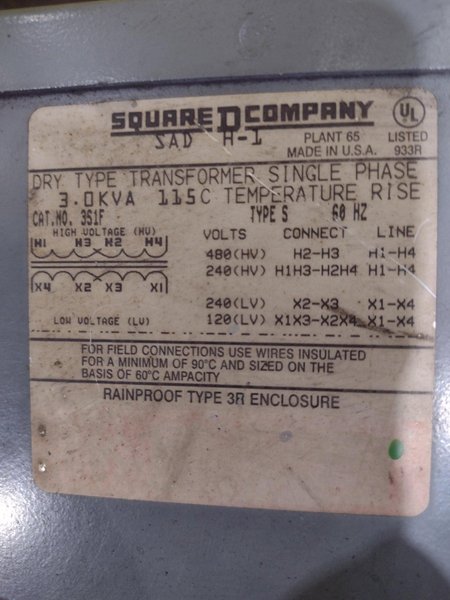 SQUARE D COMPANY
SAD H-1
PLANT 65
MADE IN U.S.A.
UL
LISTED
933R
DRY TYPE TRANSFORMER SINGLE PHASE
3.0KVA 115C TEMPERATURE RISE
CAT.NO. 3S1F TYPE S 60 HZ
HIGH VOLTAGE (HV) VOLTS CONNECT LINE
H1 H3 H2 H4
480(HV) H2-H3 H1-H4
240(HV) H1H3-H2H4 H1-H4
X4 X2 X3 X1
240(LV) X2-X3 X1-X4
LOW VOLTAGE (LV) 120(LV) X1X3-X2X4 X1-X4
FOR FIELD CONNECTIONS USE WIRES INSULATED
FOR A MINIMUM OF 90°C AND SIZED ON THE
BASIS OF 60°C AMPACITY
RAINPROOF TYPE 3R ENCLOSURE